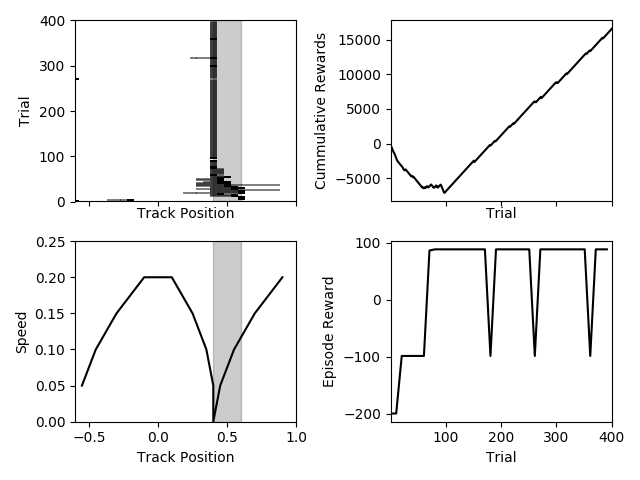 400
300
200
100
0
Trial
Track Position
15000
10000
5000
0
−5000
Cummulative Rewards
Trial
0.25
0.20
0.15
0.10
0.05
0.00
Speed
−0.5 0.0 0.5 1.0
Track Position
100
0
−100
−200
Episode Reward
100 200 300 400
Trial